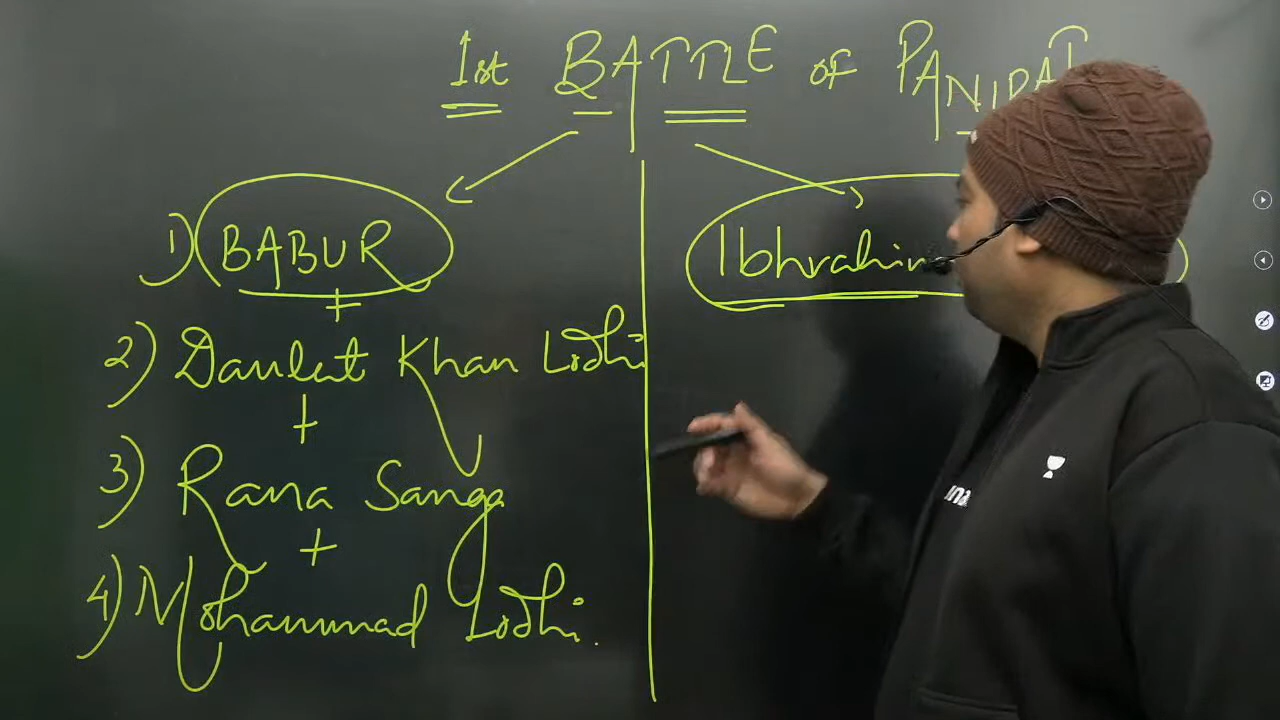 1st BATTLE of PANIPAT
1) BABUR
+
2) Daulat Khan Lodhi
+
3) Rana Sanga
+
4) Mohammad Lodhi.
Ibhrahim